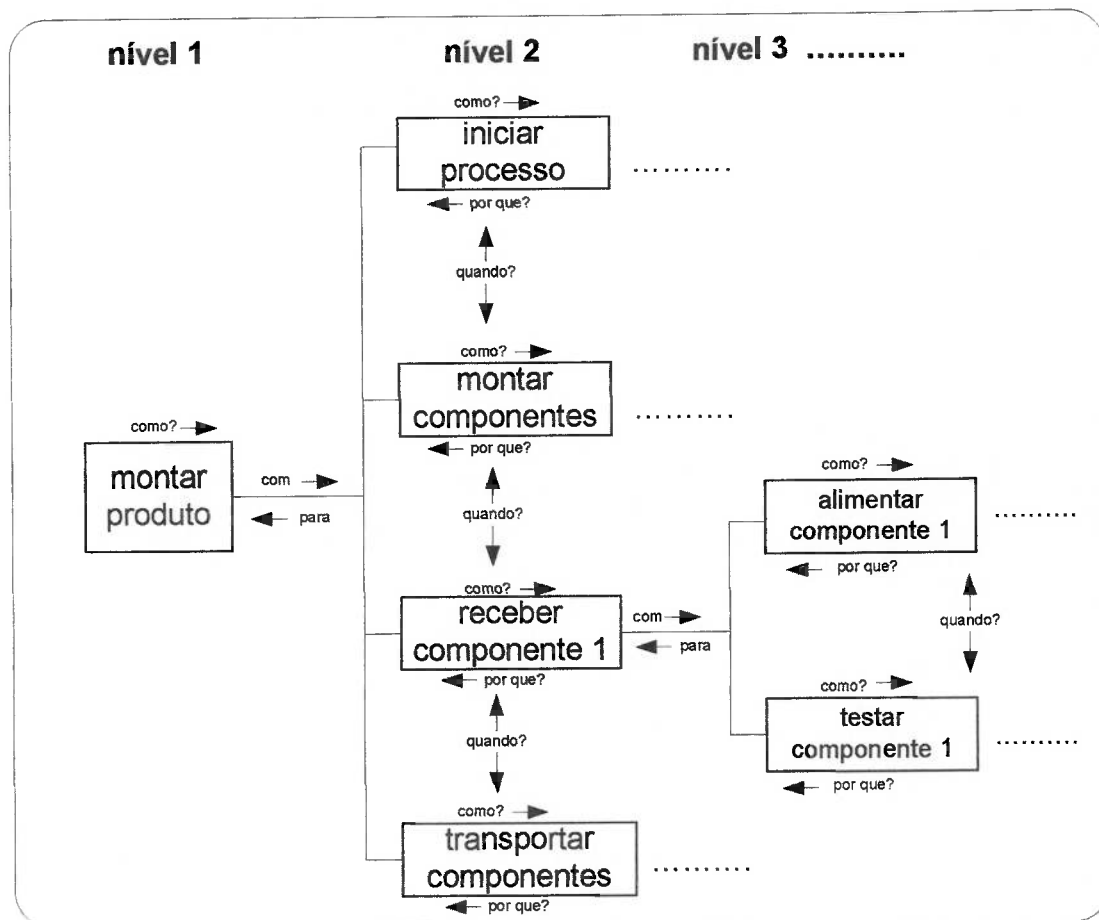 nível 1 nível 2 nível 3 ..........
como?
iniciar
processo
..........
por que?
quando?
como?
montar
componentes
..........
por que?
como?
montar
produto
com
para
quando?
como?
receber
componente 1
por que?
com
para
como?
alimentar
componente 1
..........
por que?
quando?
como?
testar
componente 1
..........
por que?
quando?
como?
transportar
componentes
..........
por que?